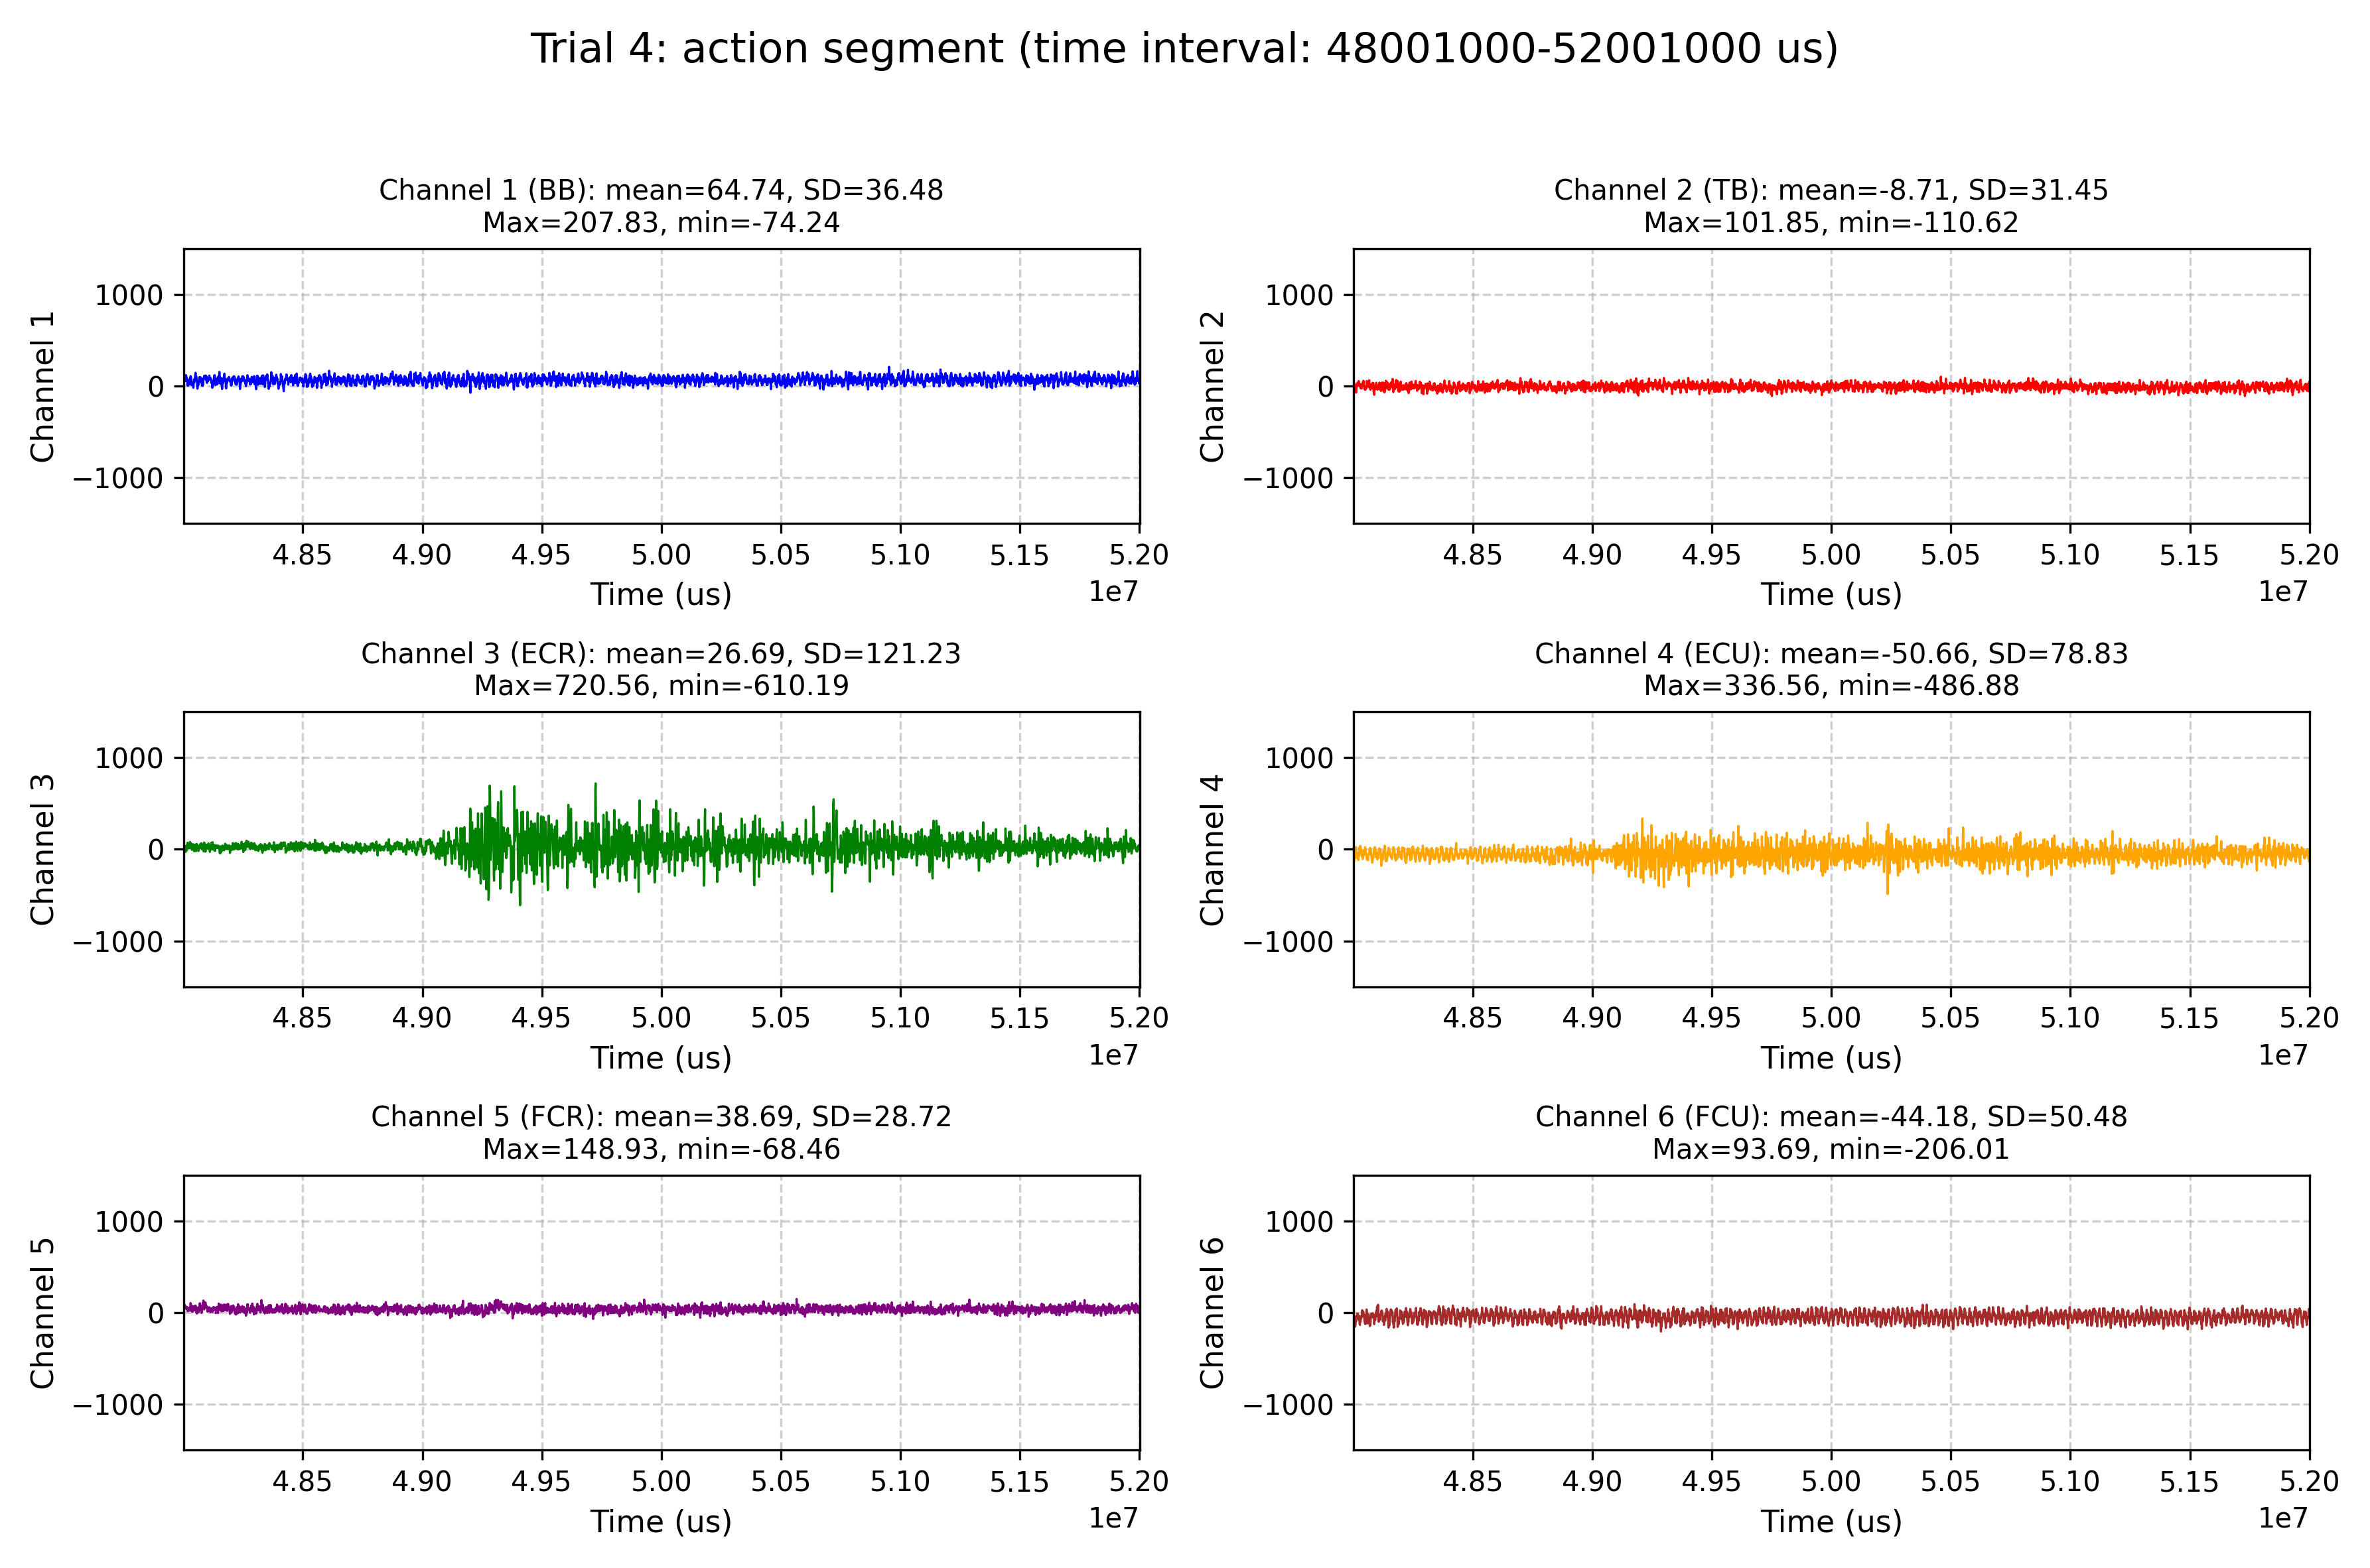 Trial 4: action segment (time interval: 48001000-52001000 us)
Channel 1 (BB): mean=64.74, SD=36.48
Max=207.83, min=-74.24
Channel 1
1000
0
−1000
4.85 4.90 4.95 5.00 5.05 5.10 5.15 5.20
Time (us)
1e7
Channel 2 (TB): mean=-8.71, SD=31.45
Max=101.85, min=-110.62
Channel 2
1000
0
−1000
4.85 4.90 4.95 5.00 5.05 5.10 5.15 5.20
Time (us)
1e7
Channel 3 (ECR): mean=26.69, SD=121.23
Max=720.56, min=-610.19
Channel 3
1000
0
−1000
4.85 4.90 4.95 5.00 5.05 5.10 5.15 5.20
Time (us)
1e7
Channel 4 (ECU): mean=-50.66, SD=78.83
Max=336.56, min=-486.88
Channel 4
1000
0
−1000
4.85 4.90 4.95 5.00 5.05 5.10 5.15 5.20
Time (us)
1e7
Channel 5 (FCR): mean=38.69, SD=28.72
Max=148.93, min=-68.46
Channel 5
1000
0
−1000
4.85 4.90 4.95 5.00 5.05 5.10 5.15 5.20
Time (us)
1e7
Channel 6 (FCU): mean=-44.18, SD=50.48
Max=93.69, min=-206.01
Channel 6
1000
0
−1000
4.85 4.90 4.95 5.00 5.05 5.10 5.15 5.20
Time (us)
1e7